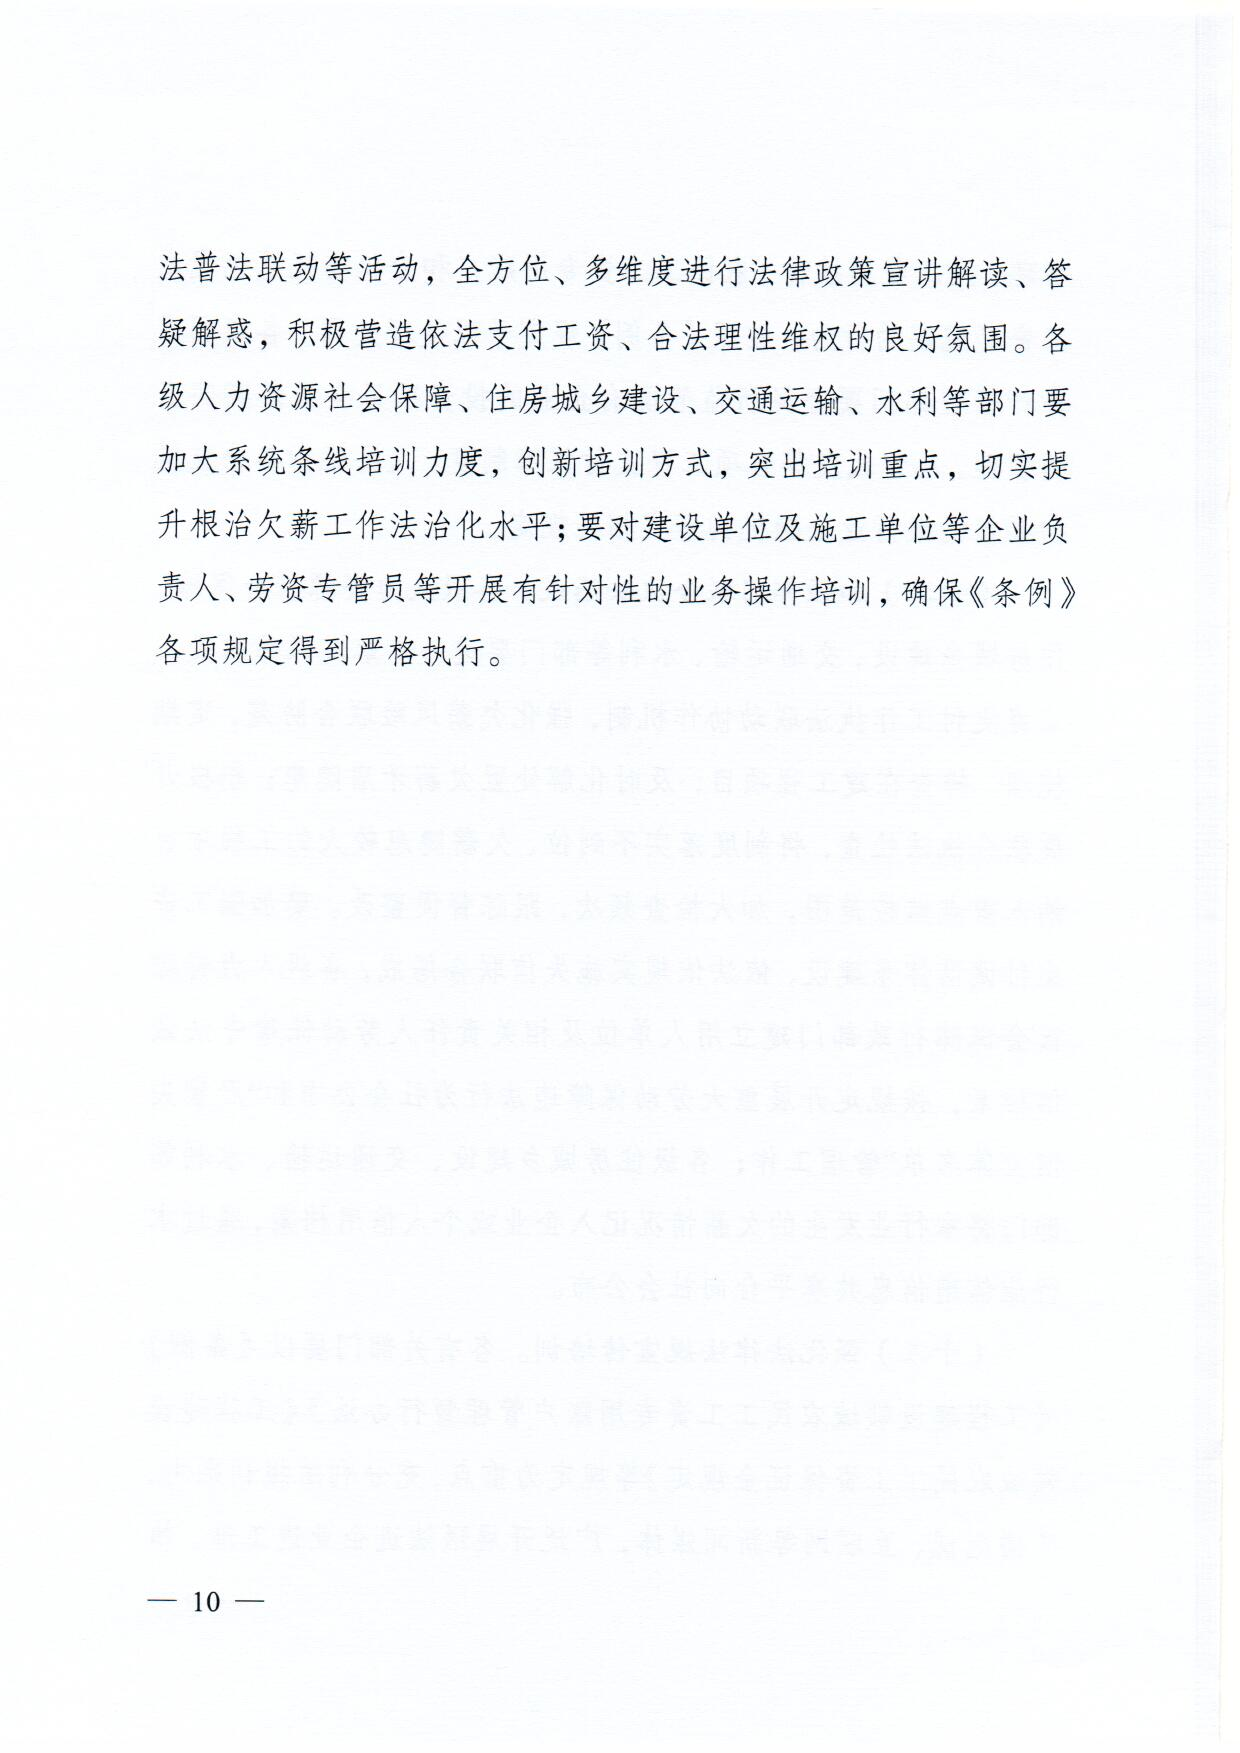 法普法联动等活动，全方位、多维度进行法律政策宣讲解读、答
疑解惑，积极营造依法支付工资、合法理性维权的良好氛围。各
级人力资源社会保障、住房城乡建设、交通运输、水利等部门要
加大系统条线培训力度，创新培训方式，突出培训重点，切实提
升根治欠薪工作法治化水平；要对建设单位及施工单位等企业负
责人、劳资专管员等开展有针对性的业务操作培训，确保《条例》
各项规定得到严格执行。
— 10 —